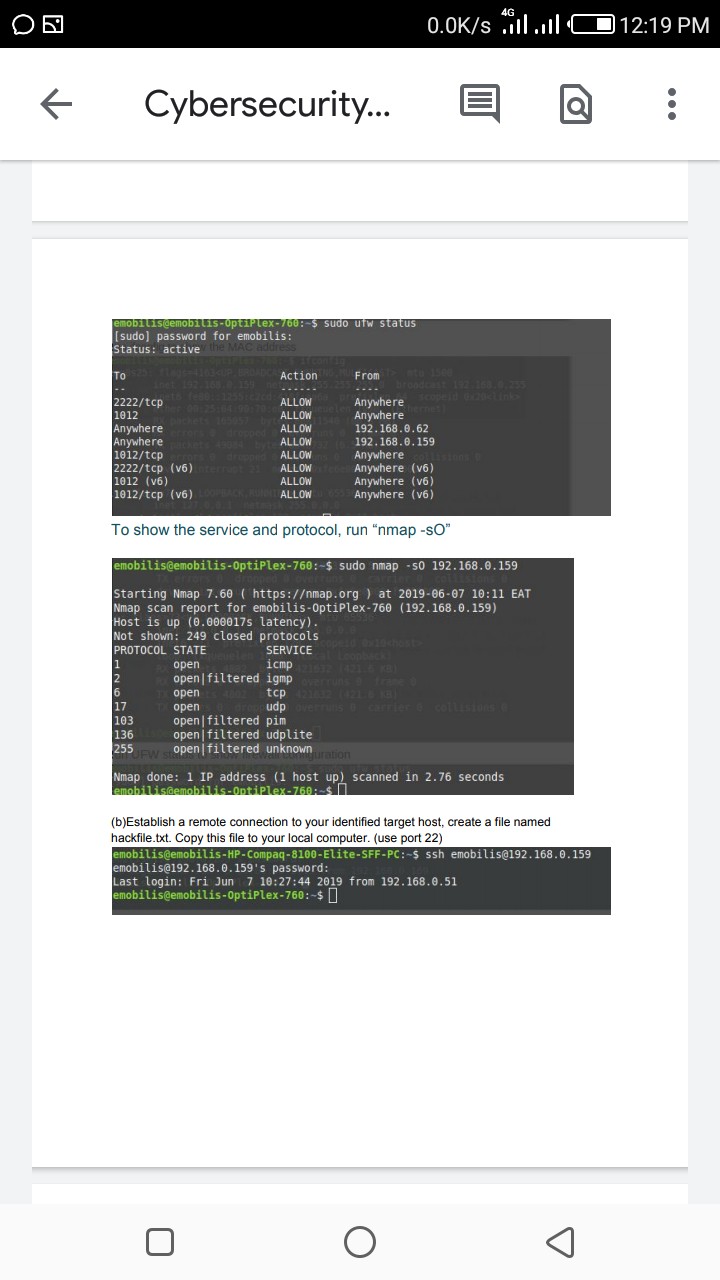 0.0K/s 4G 12:19 PM
Cybersecurity...
emobilis@emobilis-OptiPlex-760:~$ sudo ufw status
[sudo] password for emobilis:
Status: active
To Action From
-- ------ ----
2222/tcp ALLOW Anywhere
1012 ALLOW Anywhere
Anywhere ALLOW 192.168.0.62
Anywhere ALLOW 192.168.0.159
1012/tcp ALLOW Anywhere
2222/tcp (v6) ALLOW Anywhere (v6)
1012 (v6) ALLOW Anywhere (v6)
1012/tcp (v6) ALLOW Anywhere (v6)
To show the service and protocol, run “nmap -sO”
emobilis@emobilis-OptiPlex-760:~$ sudo nmap -sO 192.168.0.159
Starting Nmap 7.60 ( https://nmap.org ) at 2019-06-07 10:11 EAT
Nmap scan report for emobilis-OptiPlex-760 (192.168.0.159)
Host is up (0.000017s latency).
Not shown: 249 closed protocols
PROTOCOL STATE SERVICE
1 open icmp
2 open|filtered igmp
6 open tcp
17 open udp
103 open|filtered pim
136 open|filtered udplite
255 open|filtered unknown
Nmap done: 1 IP address (1 host up) scanned in 2.76 seconds
emobilis@emobilis-OptiPlex-760:~$
(b)Establish a remote connection to your identified target host, create a file named
hackfile.txt. Copy this file to your local computer. (use port 22)
emobilis@emobilis-HP-Compaq-8100-Elite-SFF-PC:~$ ssh emobilis@192.168.0.159
emobilis@192.168.0.159's password:
Last login: Fri Jun 7 10:27:44 2019 from 192.168.0.51
emobilis@emobilis-OptiPlex-760:~$